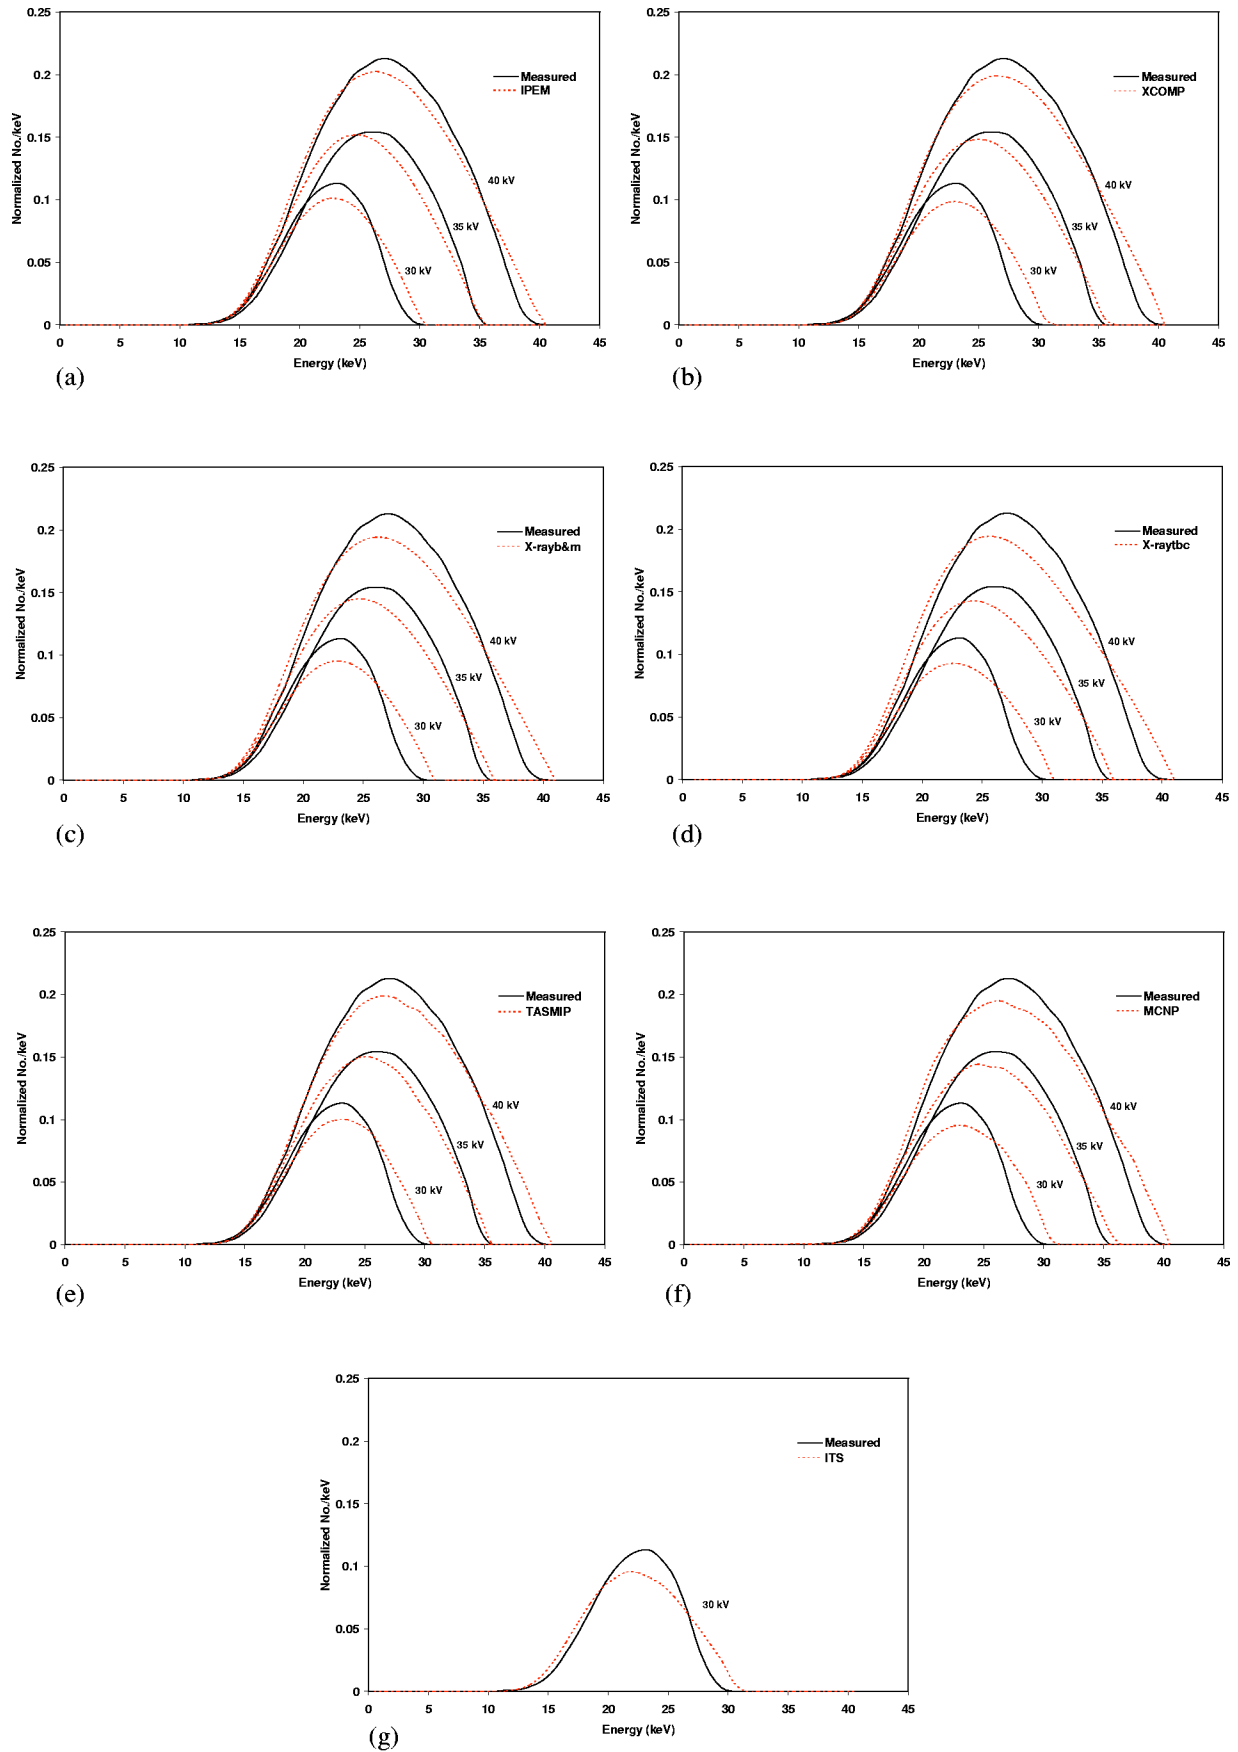 0.25
0.2
0.15
0.1
0.05
0
Normalized No./keV
Measured
IPEM
40 kV
35 kV
30 kV
0 5 10 15 20 25 30 35 40 45
Energy (keV)
(a)
0.25
0.2
0.15
0.1
0.05
0
Normalized No./keV
Measured
XCOMP
40 kV
35 kV
30 kV
0 5 10 15 20 25 30 35 40 45
Energy (keV)
(b)
0.25
0.2
0.15
0.1
0.05
0
Normalized No./keV
Measured
X-rayb&m
40 kV
35 kV
30 kV
0 5 10 15 20 25 30 35 40 45
Energy (keV)
(c)
0.25
0.2
0.15
0.1
0.05
0
Normalized No./keV
Measured
X-raytbc
40 kV
35 kV
30 kV
0 5 10 15 20 25 30 35 40 45
Energy (keV)
(d)
0.25
0.2
0.15
0.1
0.05
0
Normalized No./keV
Measured
TASMIP
40 kV
35 kV
30 kV
0 5 10 15 20 25 30 35 40 45
Energy (keV)
(e)
0.25
0.2
0.15
0.1
0.05
0
Normalized No./keV
Measured
MCNP
40 kV
35 kV
30 kV
0 5 10 15 20 25 30 35 40 45
Energy (keV)
(f)
0.25
0.2
0.15
0.1
0.05
0
Normalized No./keV
Measured
ITS
30 kV
0 5 10 15 20 25 30 35 40 45
Energy (keV)
(g)